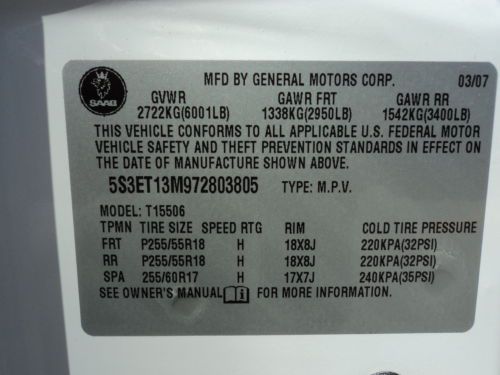 SAAB
MFD BY GENERAL MOTORS CORP. 03/07
GVWR GAWR FRT GAWR RR
2722KG(6001LB) 1338KG(2950LB) 1542KG(3400LB)
THIS VEHICLE CONFORMS TO ALL APPLICABLE U.S. FEDERAL MOTOR
VEHICLE SAFETY AND THEFT PREVENTION STANDARDS IN EFFECT ON
THE DATE OF MANUFACTURE SHOWN ABOVE.
5S3ET13M972803805 TYPE: M.P.V.
MODEL: T15506
TPMN TIRE SIZE SPEED RTG RIM COLD TIRE PRESSURE
FRT P255/55R18 H 18X8J 220KPA(32PSI)
RR P255/55R18 H 18X8J 220KPA(32PSI)
SPA 255/60R17 H 17X7J 240KPA(35PSI)
SEE OWNER'S MANUAL FOR MORE INFORMATION.